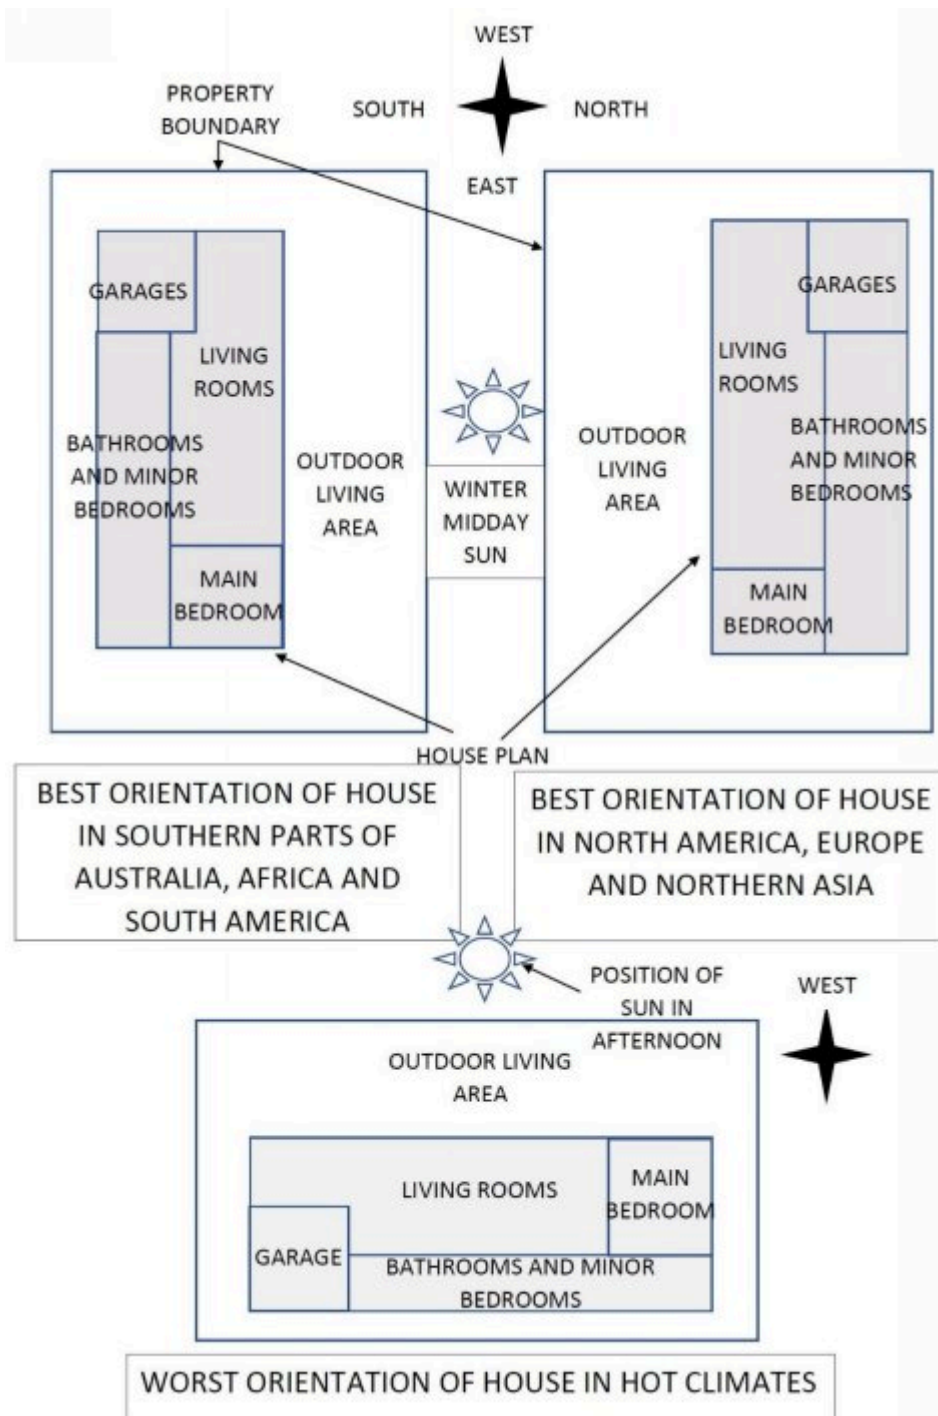 WEST
PROPERTY
BOUNDARY
SOUTH
NORTH
EAST
GARAGES
LIVING
ROOMS
BATHROOMS
AND MINOR
BEDROOMS
OUTDOOR
LIVING
AREA
MAIN
BEDROOM
WINTER
MIDDAY
SUN
OUTDOOR
LIVING
AREA
GARAGES
LIVING
ROOMS
BATHROOMS
AND MINOR
BEDROOMS
MAIN
BEDROOM
HOUSE PLAN
BEST ORIENTATION OF HOUSE
IN SOUTHERN PARTS OF
AUSTRALIA, AFRICA AND
SOUTH AMERICA
BEST ORIENTATION OF HOUSE
IN NORTH AMERICA, EUROPE
AND NORTHERN ASIA
POSITION OF
SUN IN
AFTERNOON
WEST
OUTDOOR LIVING
AREA
LIVING ROOMS
MAIN
BEDROOM
GARAGE
BATHROOMS AND MINOR
BEDROOMS
WORST ORIENTATION OF HOUSE IN HOT CLIMATES